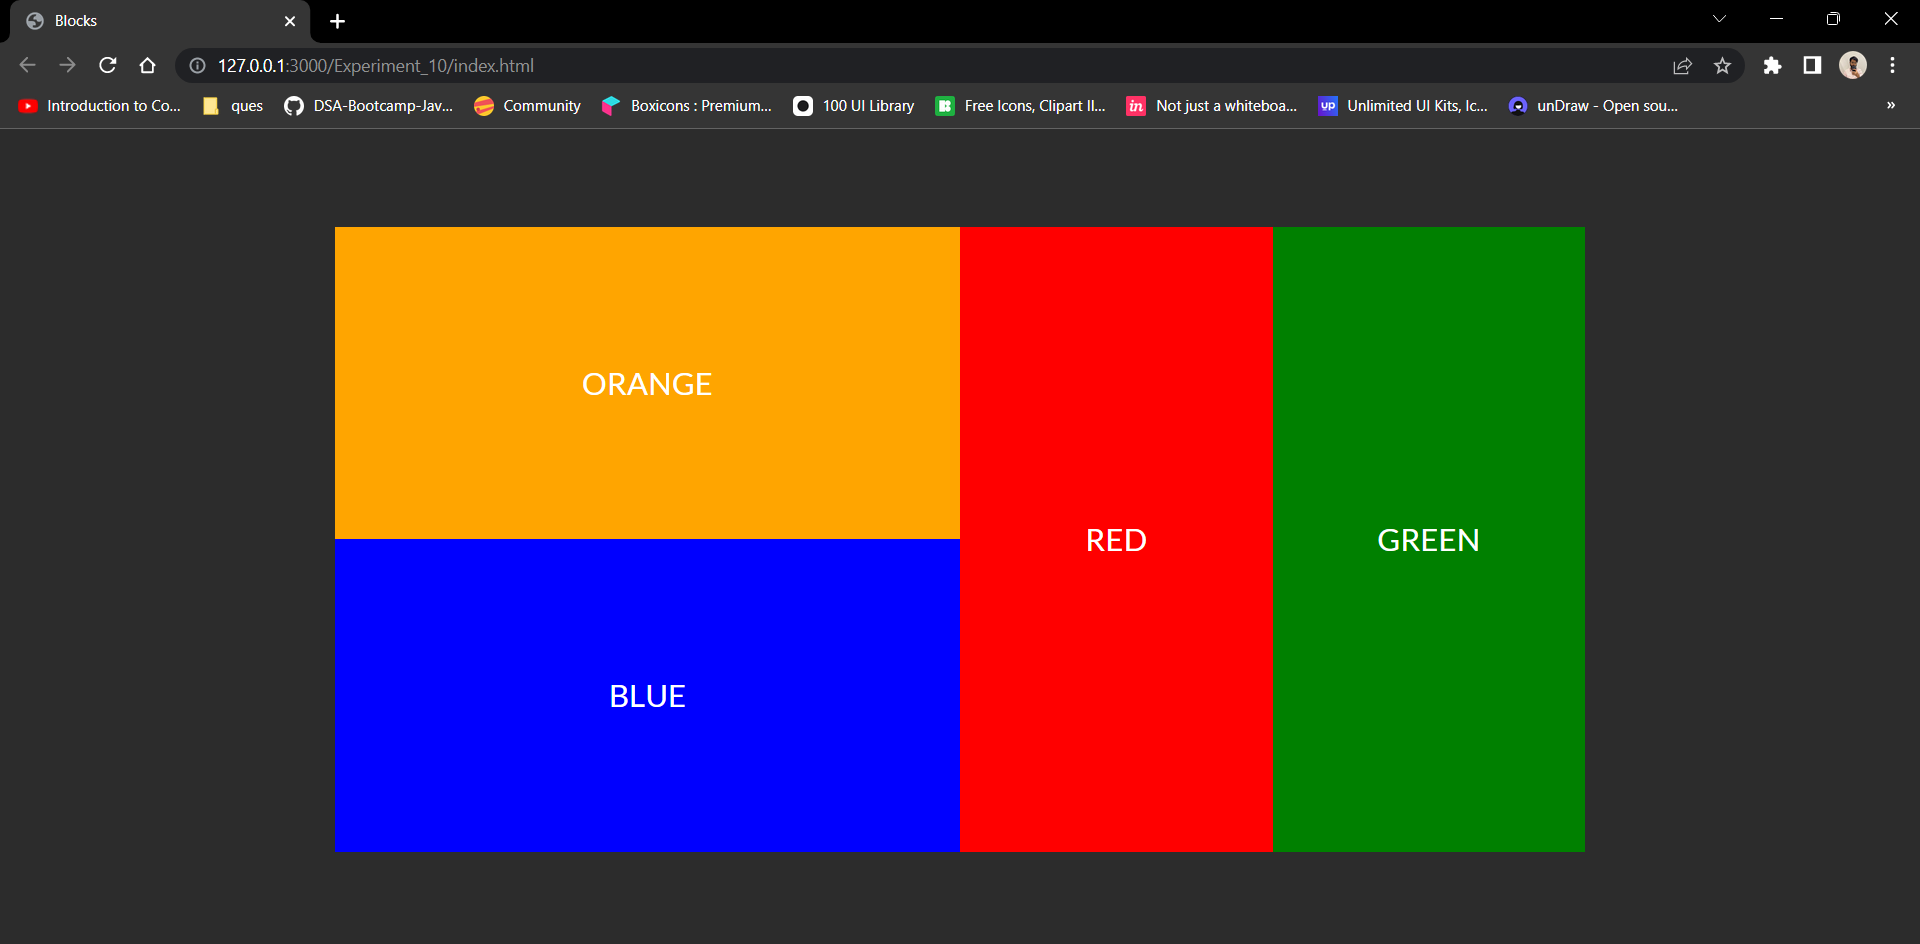 Blocks
127.0.0.1:3000/Experiment_10/index.html
Introduction to Co... ques DSA-Bootcamp-Jav... Community Boxicons : Premium... 100 UI Library Free Icons, Clipart Il... in Not just a whiteboa... UP Unlimited UI Kits, Ic... unDraw - Open sou... »
ORANGE
RED
GREEN
BLUE